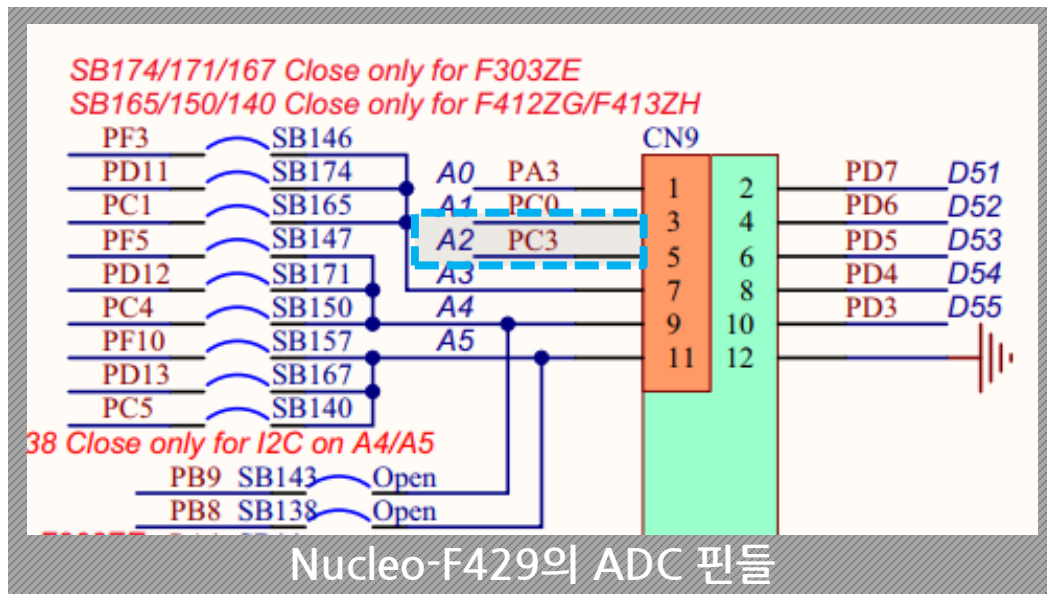 SB174/171/167 Close only for F303ZE
SB165/150/140 Close only for F412ZG/F413ZH
PF3 SB146 CN9
PD11 SB174 A0 PA3 1 2 PD7 D51
PC1 SB165 A1 PC0 3 4 PD6 D52
PF5 SB147 A2 PC3 5 6 PD5 D53
PD12 SB171 A3 7 8 PD4 D54
PC4 SB150 A4 9 10 PD3 D55
PF10 SB157 A5 11 12
PD13 SB167
PC5 SB140
38 Close only for I2C on A4/A5
PB9 SB143 Open
PB8 SB138 Open
Nucleo-F429의 ADC 핀들